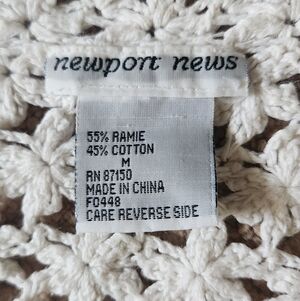 newport news
55% RAMIE
45% COTTON
M
RN 87150
MADE IN CHINA
F0448
CARE REVERSE SIDE